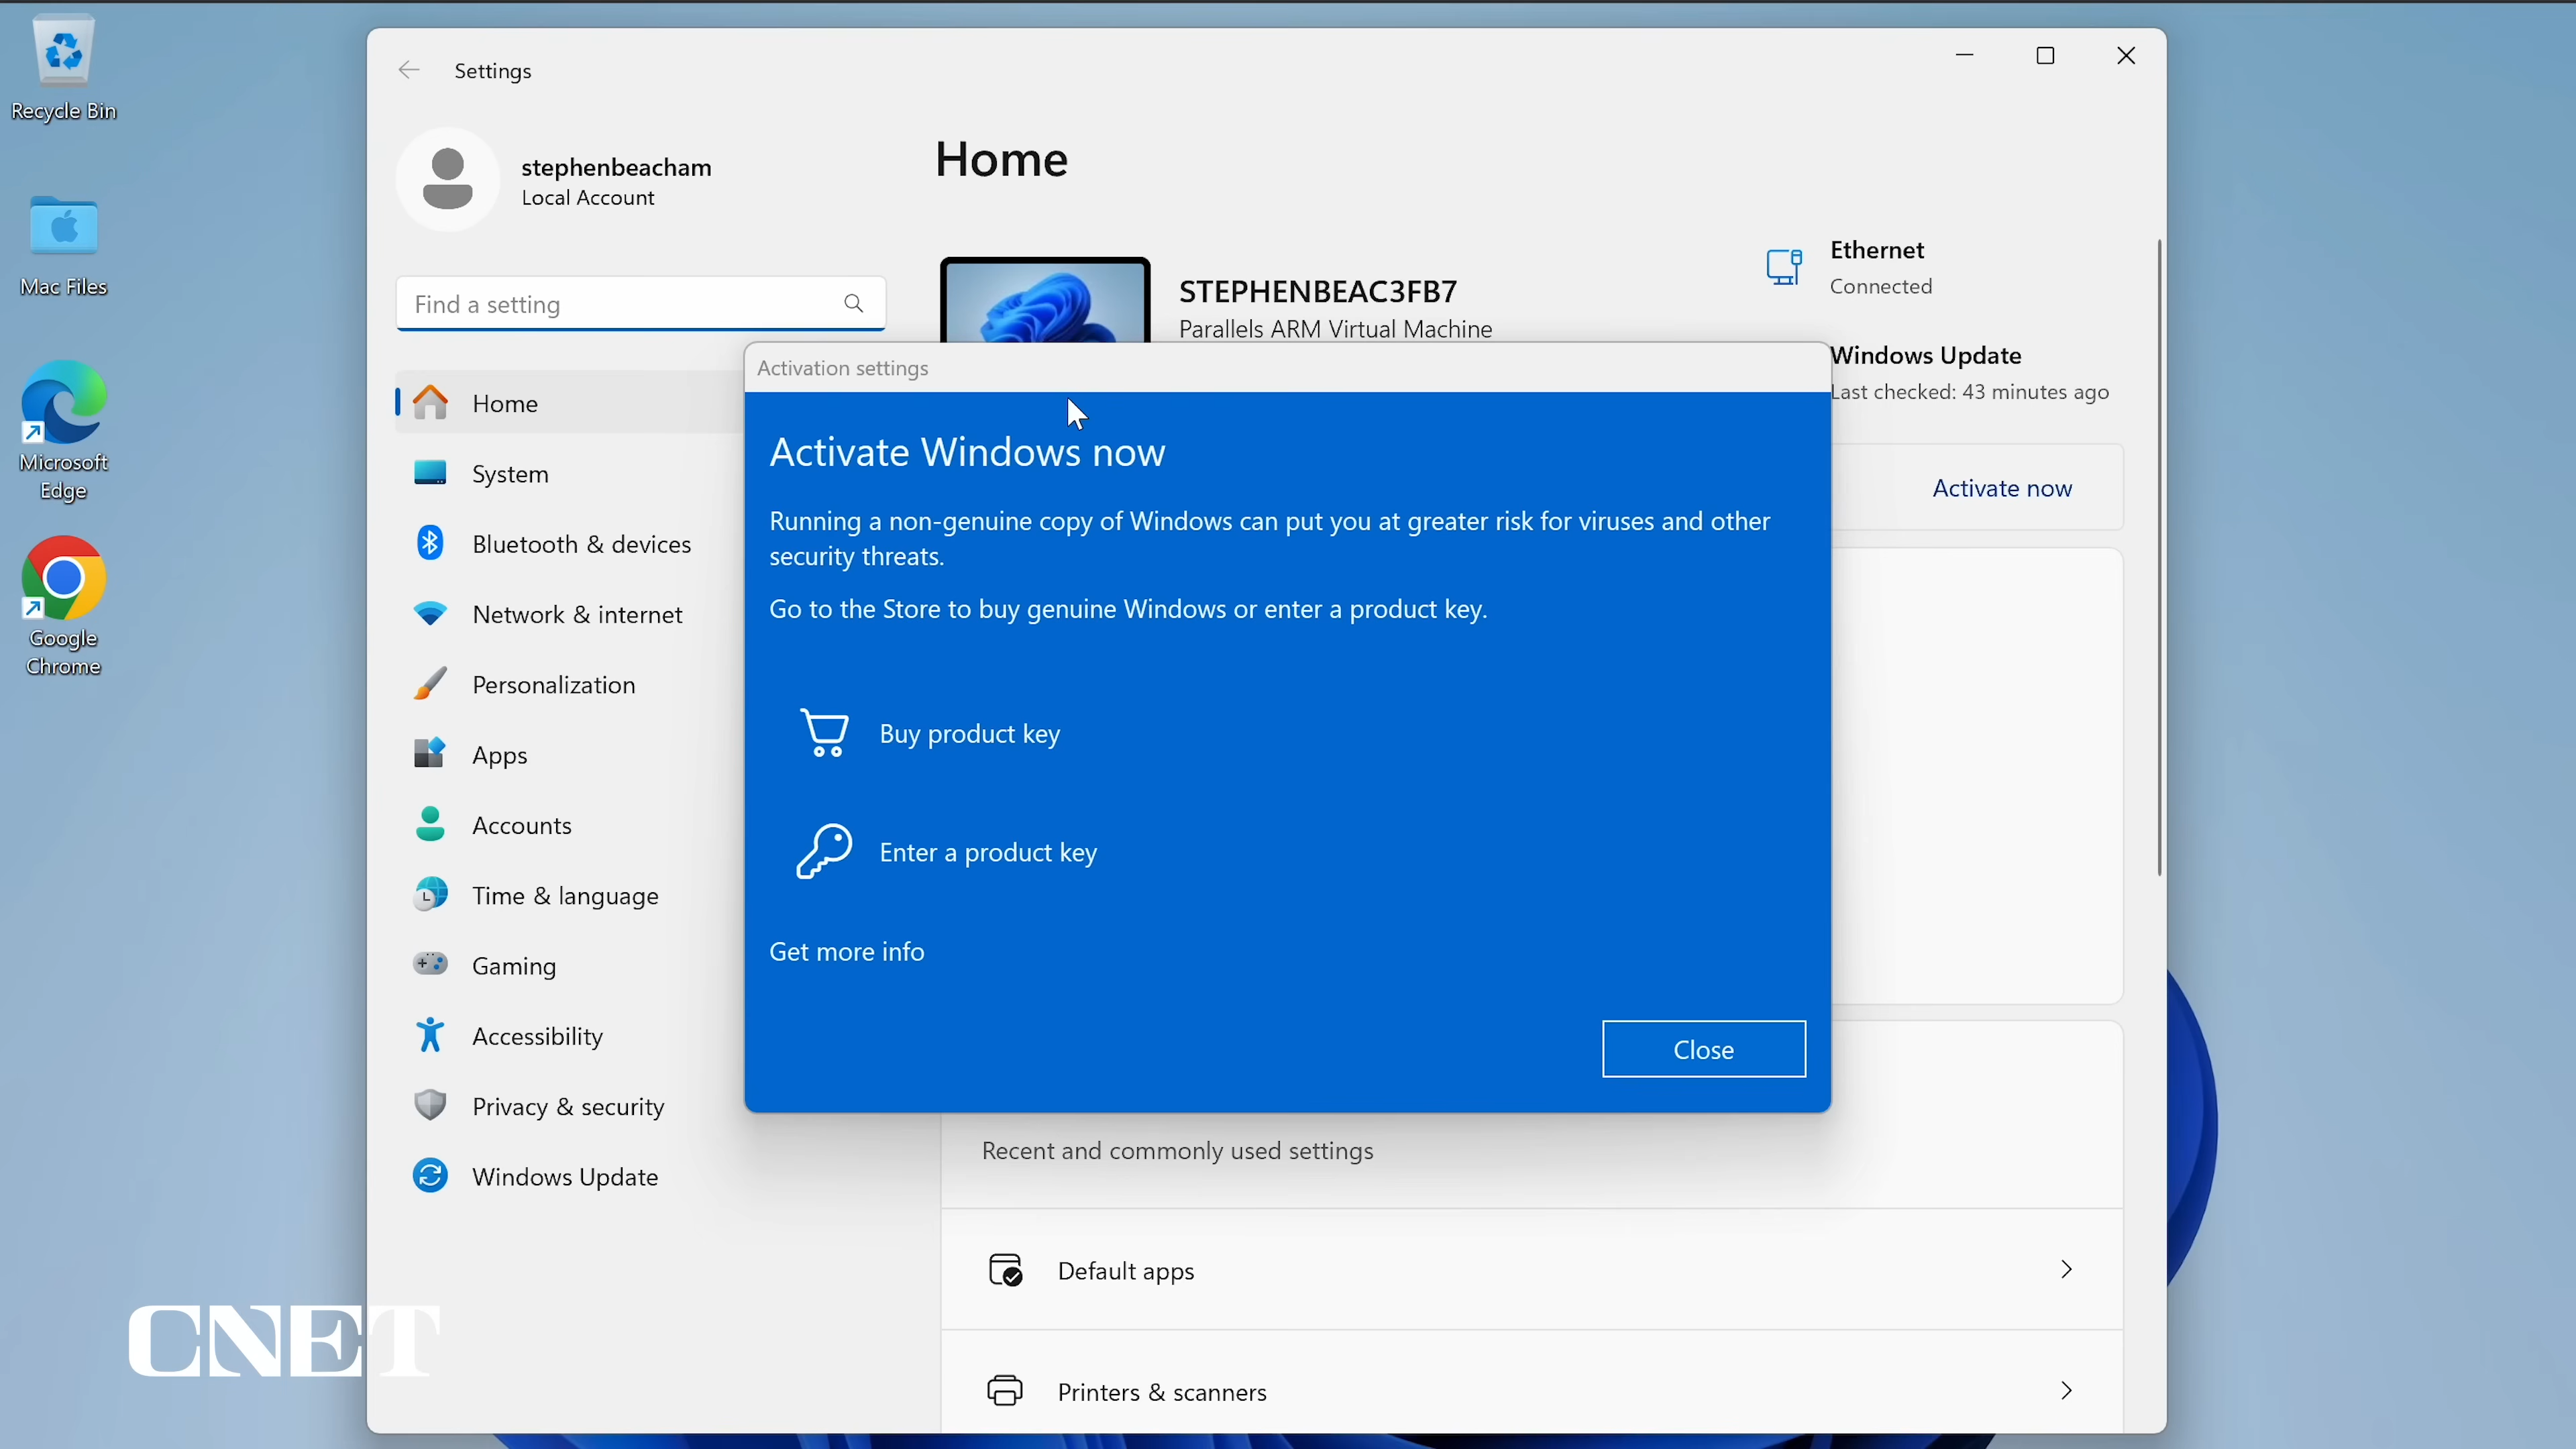 Recycle Bin
Mac Files
Microsoft
Edge
Google
Chrome
Settings
stephenbeacham
Local Account
Find a setting
Home
System
Bluetooth & devices
Network & internet
Personalization
Apps
Accounts
Time & language
Gaming
Accessibility
Privacy & security
Windows Update
Home
STEPHENBEAC3FB7
Parallels ARM Virtual Machine
Ethernet
Connected
Windows Update
Last checked: 43 minutes ago
Activate now
Activation settings
Activate Windows now
Running a non-genuine copy of Windows can put you at greater risk for viruses and other
security threats.
Go to the Store to buy genuine Windows or enter a product key.
Buy product key
Enter a product key
Get more info
Close
Recent and commonly used settings
Default apps
Printers & scanners
CNET